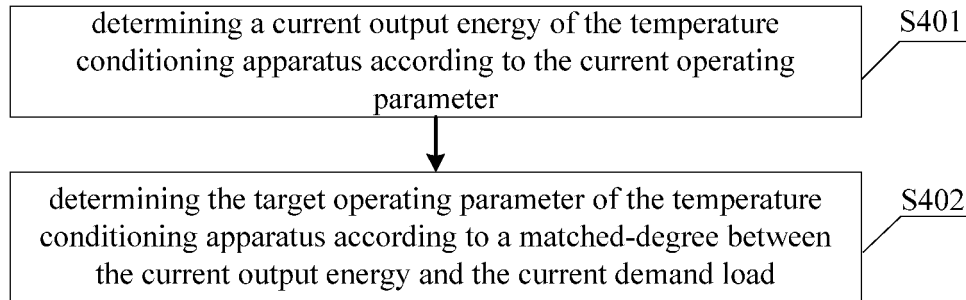 determining a current output energy of the temperature
S401
conditioning apparatus according to the current operating
parameter
determining the target operating parameter of the temperature
S402
conditioning apparatus according to a matched-degree between
the current output energy and the current demand load